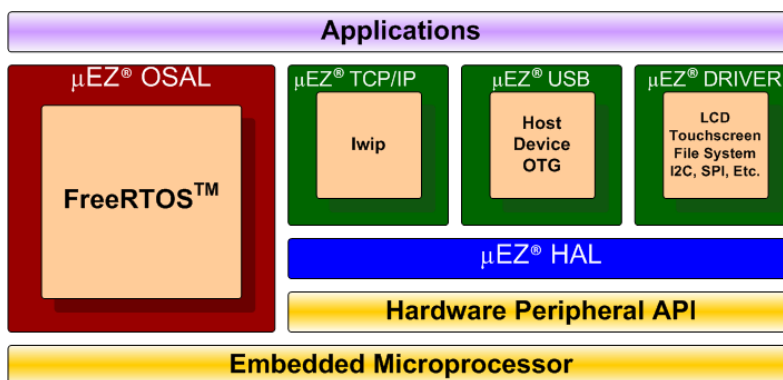 Applications
µEZ® OSAL
FreeRTOS™
µEZ® TCP/IP
lwip
µEZ® USB
Host
Device
OTG
µEZ® DRIVER
LCD
Touchscreen
File System
I2C, SPI, Etc.
µEZ® HAL
Hardware Peripheral API
Embedded Microprocessor